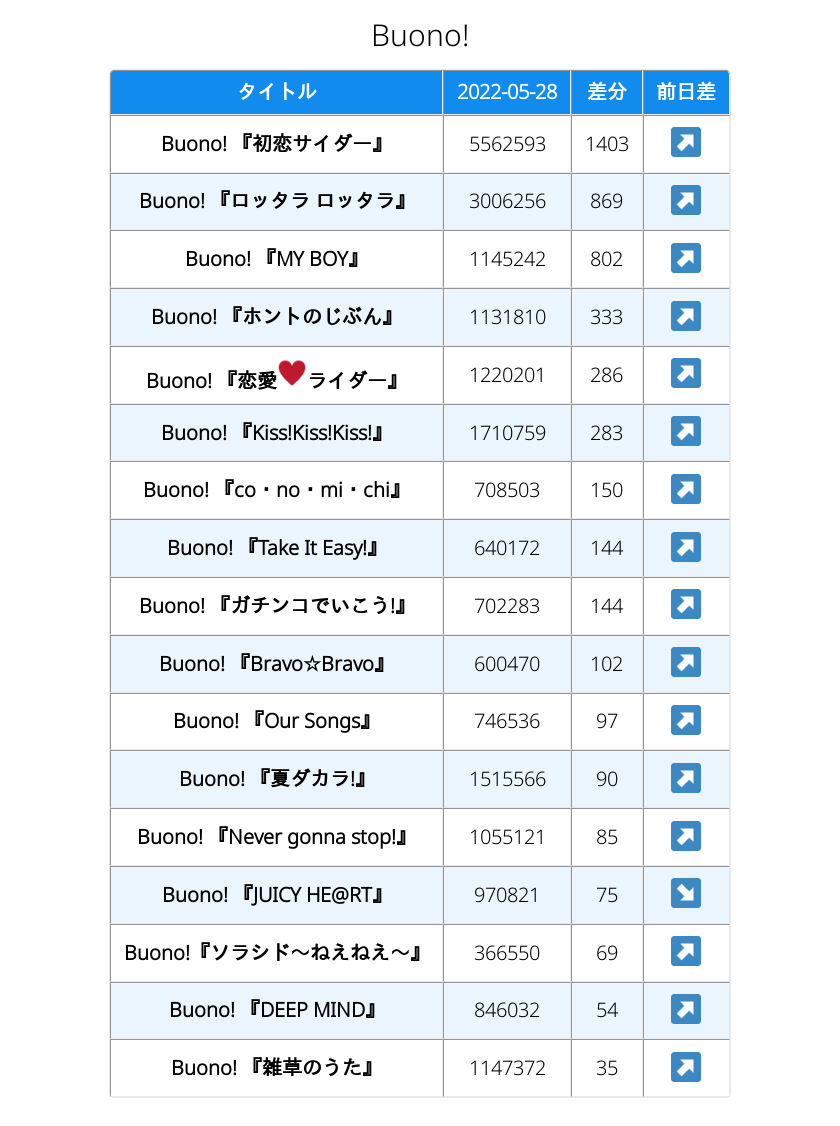 Buono!
タイトル 2022-05-28 差分 前日差
Buono! 『初恋サイダー』 5562593 1403 ↗
Buono! 『ロッタラ ロッタラ』 3006256 869 ↗
Buono! 『MY BOY』 1145242 802 ↗
Buono! 『ホントのじぶん』 1131810 333 ↗
Buono! 『恋愛♥ライダー』 1220201 286 ↗
Buono! 『Kiss!Kiss!Kiss!』 1710759 283 ↗
Buono! 『co・no・mi・chi』 708503 150 ↗
Buono! 『Take It Easy!』 640172 144 ↗
Buono! 『ガチンコでいこう!』 702283 144 ↗
Buono! 『Bravo☆Bravo』 600470 102 ↗
Buono! 『Our Songs』 746536 97 ↗
Buono! 『夏ダカラ!』 1515566 90 ↗
Buono! 『Never gonna stop!』 1055121 85 ↗
Buono! 『JUICY HE@RT』 970821 75 ↘
Buono!『ソラシド～ねえねえ～』 366550 69 ↗
Buono! 『DEEP MIND』 846032 54 ↗
Buono! 『雑草のうた』 1147372 35 ↗